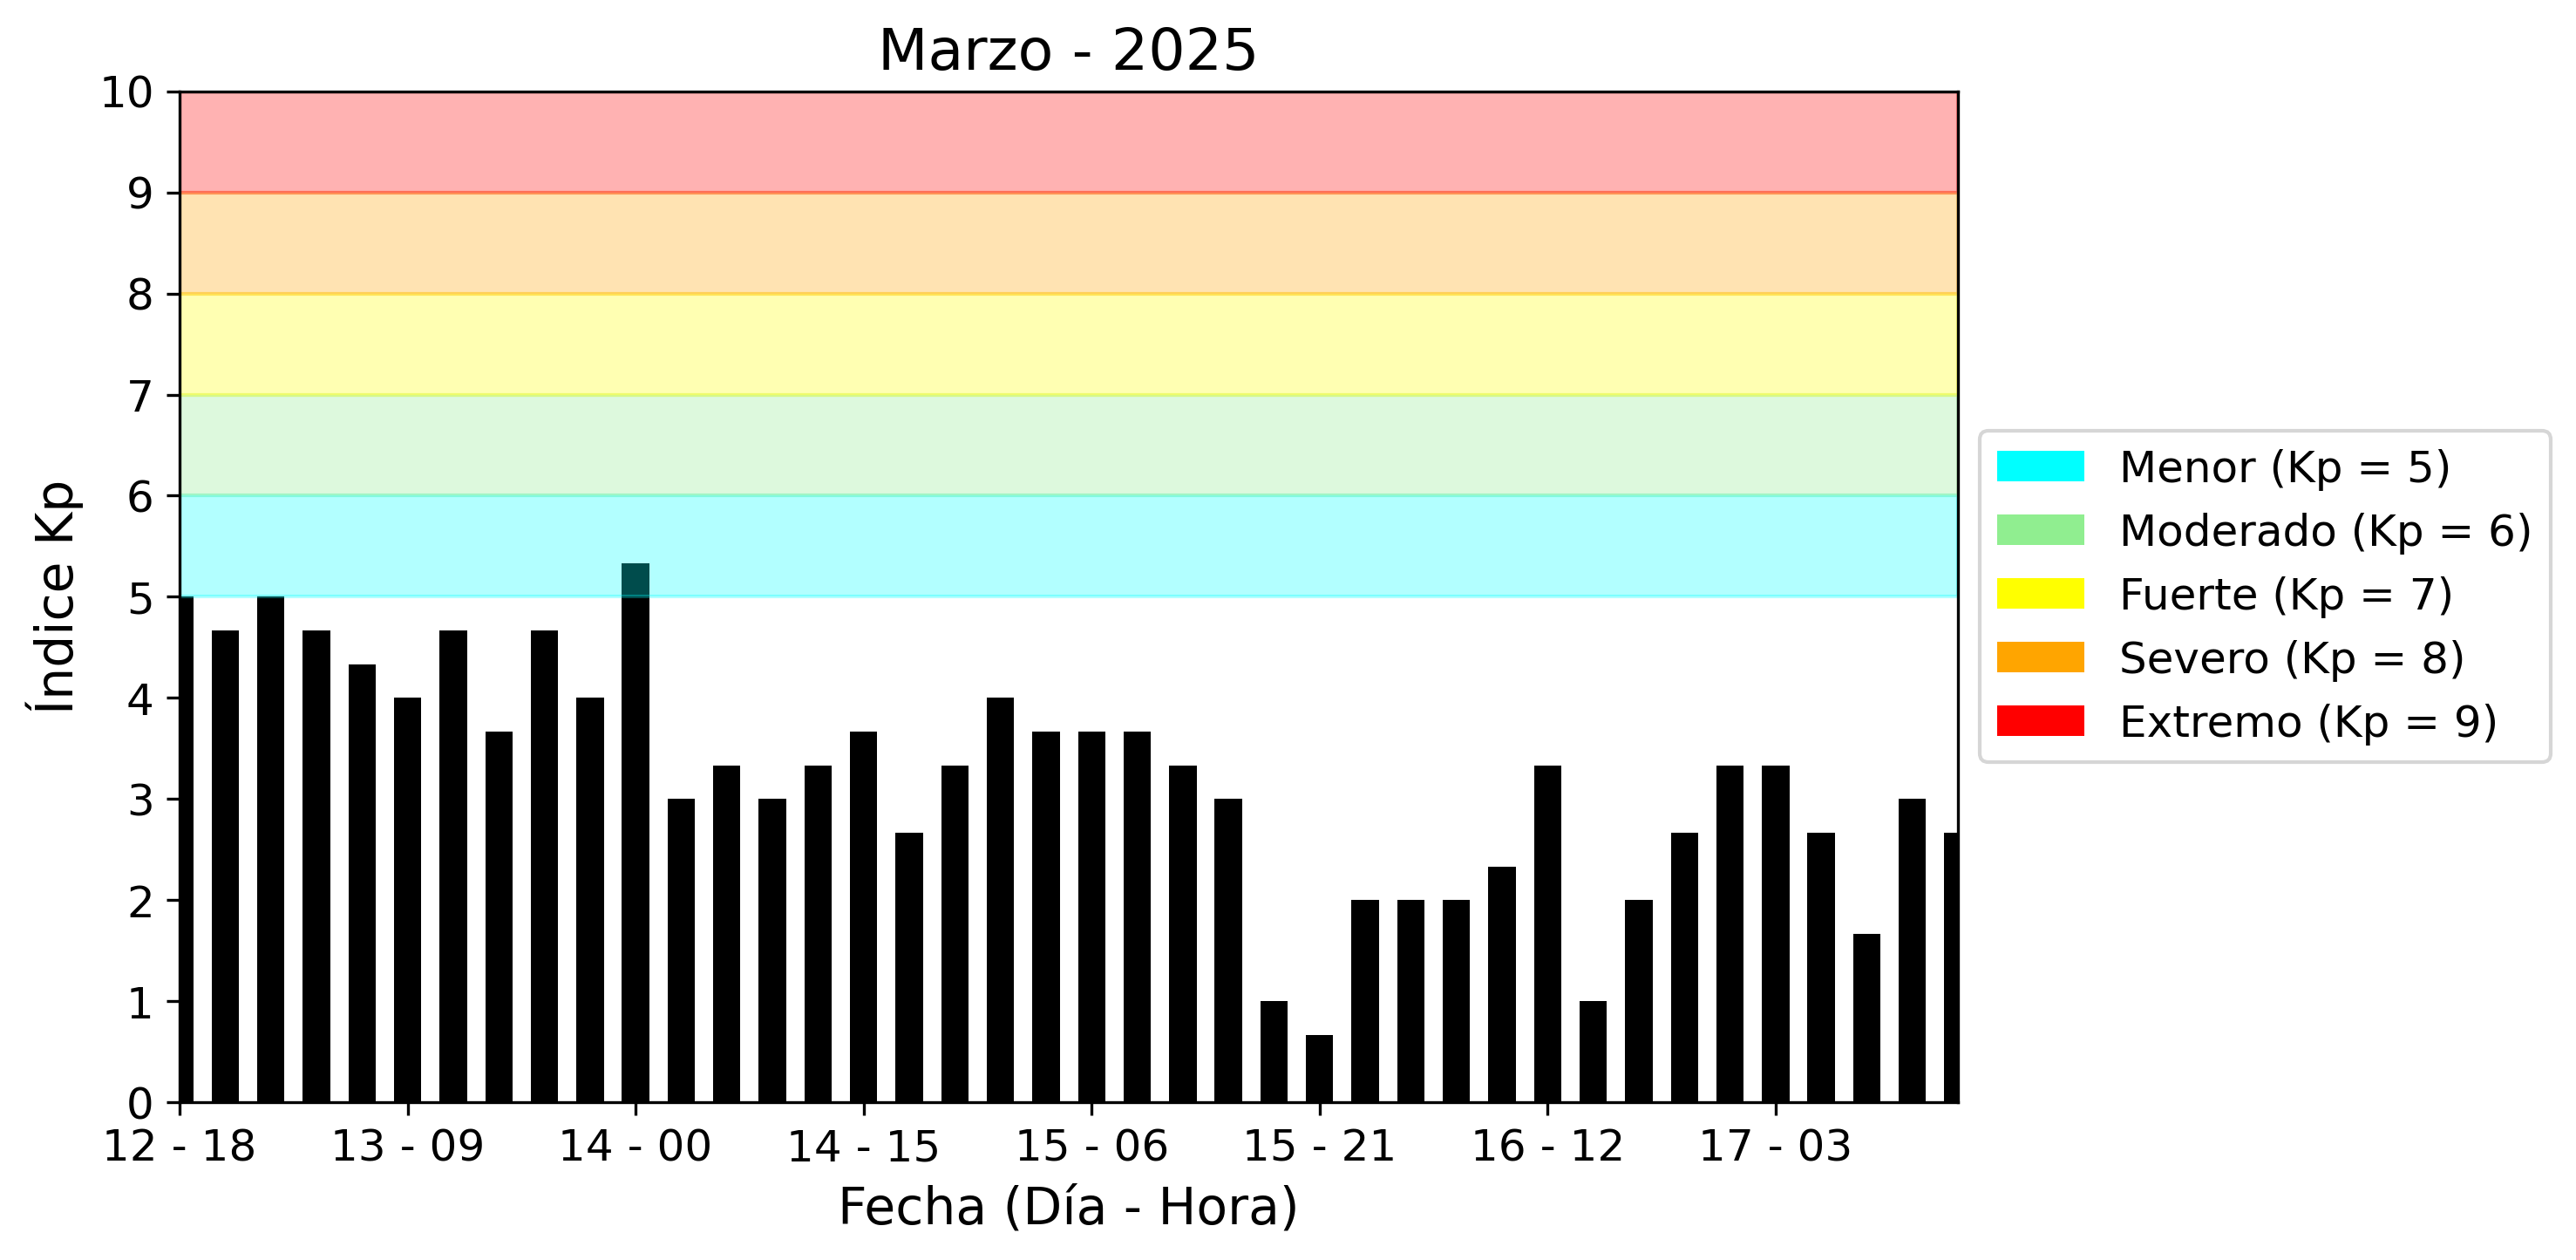 Marzo - 2025
10
9
8
7
6
5
4
3
2
1
0
Índice Kp
12 - 18
13 - 09
14 - 00
14 - 15
15 - 06
15 - 21
16 - 12
17 - 03
Fecha (Día - Hora)
Menor (Kp = 5)
Moderado (Kp = 6)
Fuerte (Kp = 7)
Severo (Kp = 8)
Extremo (Kp = 9)